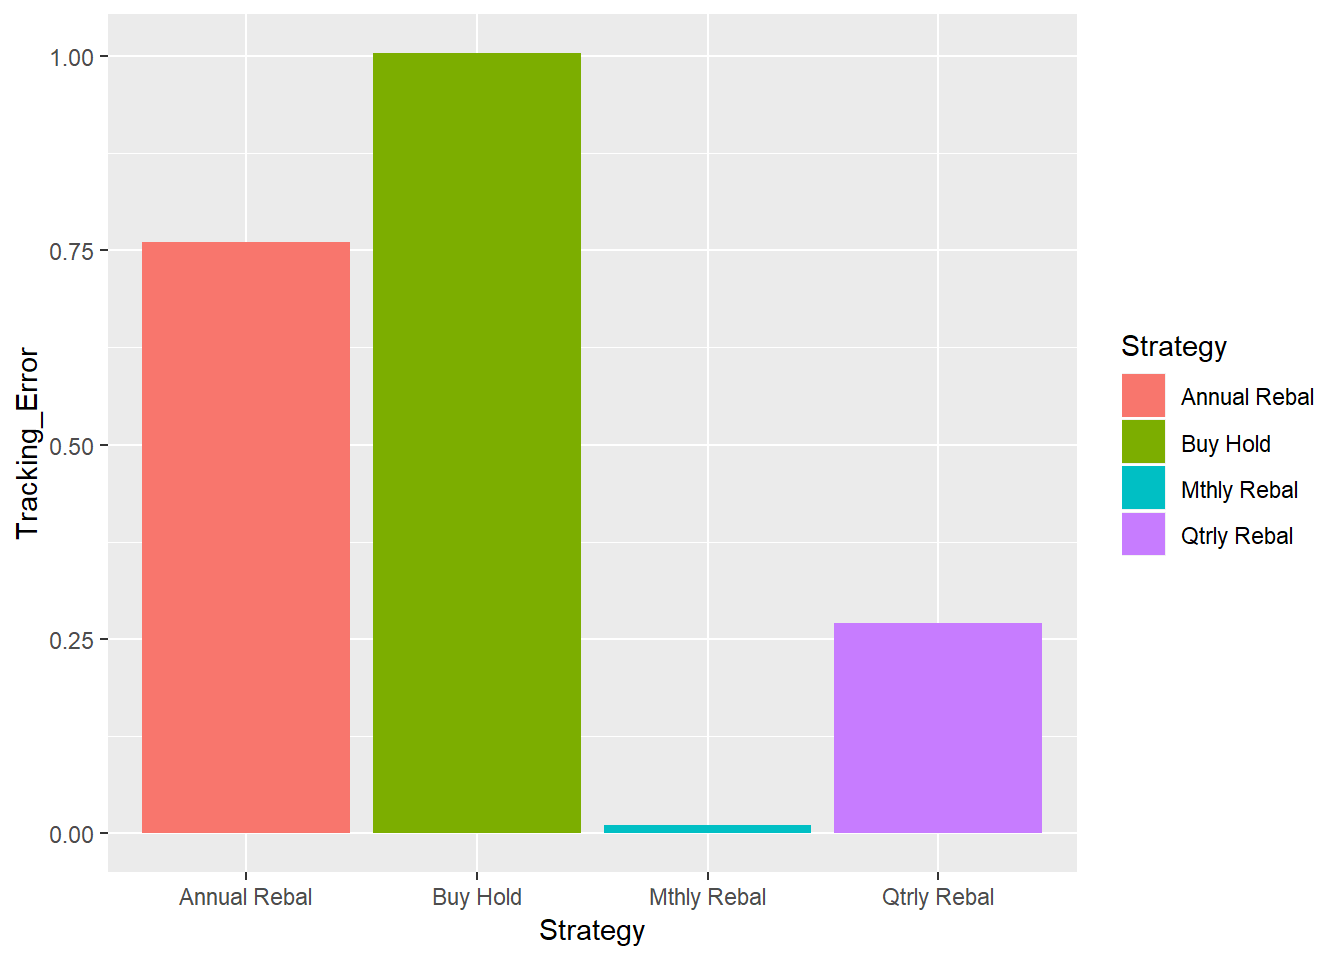 Tracking_Error
1.00
0.75
0.50
0.25
0.00
Annual Rebal
Buy Hold
Mthly Rebal
Qtrly Rebal
Strategy
Strategy
Annual Rebal
Buy Hold
Mthly Rebal
Qtrly Rebal